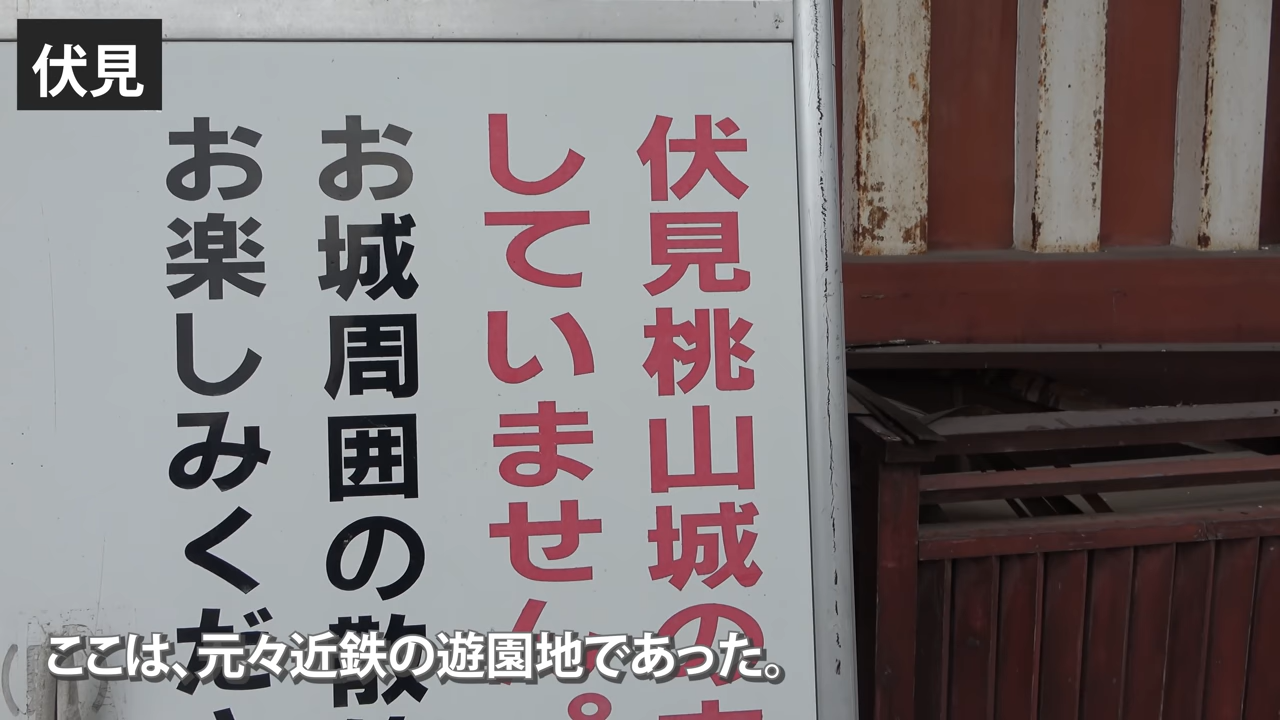 伏見
伏見桃山城の
していません。
お城周囲の散
お楽しみくだ
ここは、元々近鉄の遊園地であった。